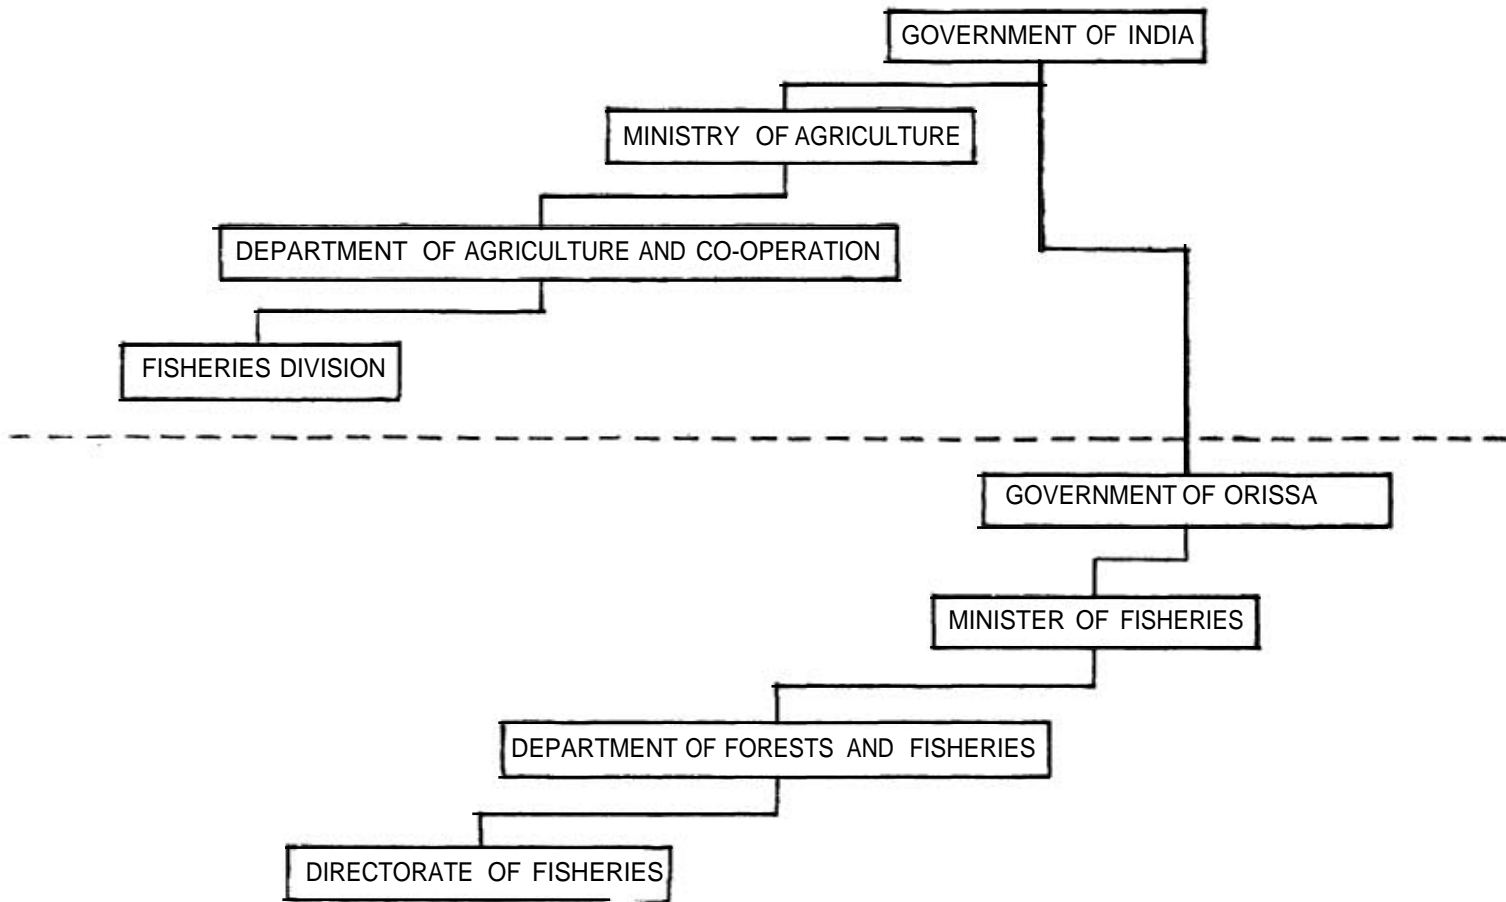 GOVERNMENT OF INDIA
MINISTRY OF AGRICULTURE
DEPARTMENT OF AGRICULTURE AND CO-OPERATION
FISHERIES DIVISION
GOVERNMENT OF ORISSA
MINISTER OF FISHERIES
DEPARTMENT OF FORESTS AND FISHERIES
DIRECTORATE OF FISHERIES